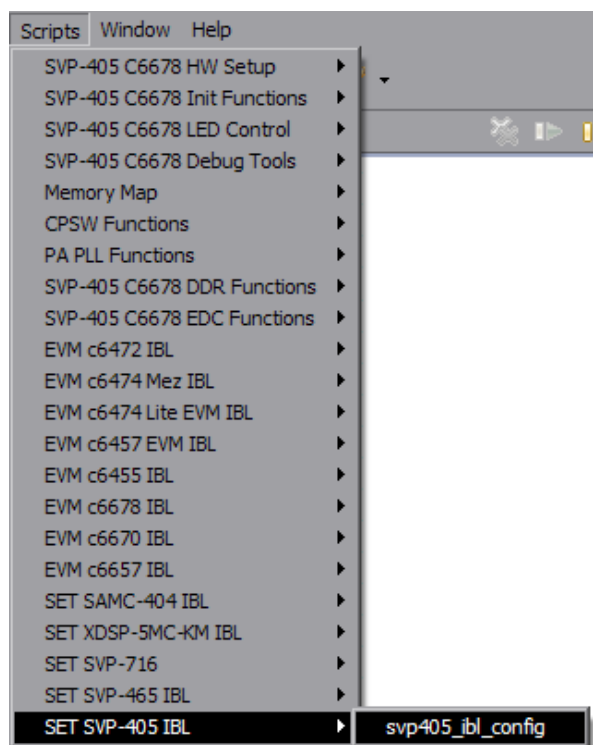 Scripts Window Help
SVP-405 C6678 HW Setup
SVP-405 C6678 Init Functions
SVP-405 C6678 LED Control
SVP-405 C6678 Debug Tools
Memory Map
CPSW Functions
PA PLL Functions
SVP-405 C6678 DDR Functions
SVP-405 C6678 EDC Functions
EVM c6472 IBL
EVM c6474 Mez IBL
EVM c6474 Lite EVM IBL
EVM c6457 EVM IBL
EVM c6455 IBL
EVM c6678 IBL
EVM c6670 IBL
EVM c6657 IBL
SET SAMC-404 IBL
SET XDSP-5MC-KM IBL
SET SVP-716
SET SVP-465 IBL
SET SVP-405 IBL svp405_ibl_config